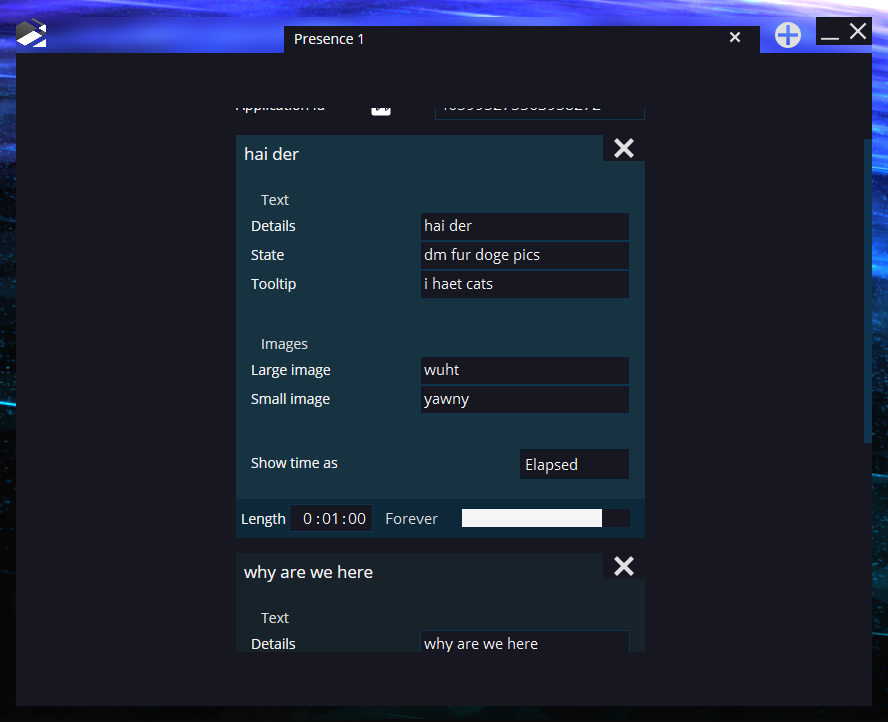 Presence 1
Application id
hai der
Text
Details hai der
State dm fur doge pics
Tooltip i haet cats
Images
Large image wuht
Small image yawny
Show time as Elapsed
Length 0 :01:00 Forever
why are we here
Text
Details why are we here